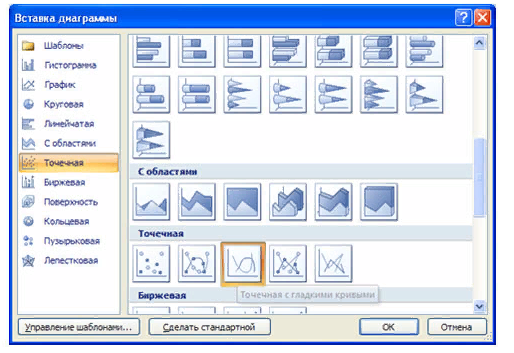 Вставка диаграммы
Шаблоны
Гистограмма
График
Круговая
Линейчатая
С областями
Точечная
Биржевая
Поверхность
Кольцевая
Пузырьковая
Лепестковая
С областями
Точечная
Точечная с гладкими кривыми
Биржевая
Управление шаблонами...
Сделать стандартной
ОК
Отмена